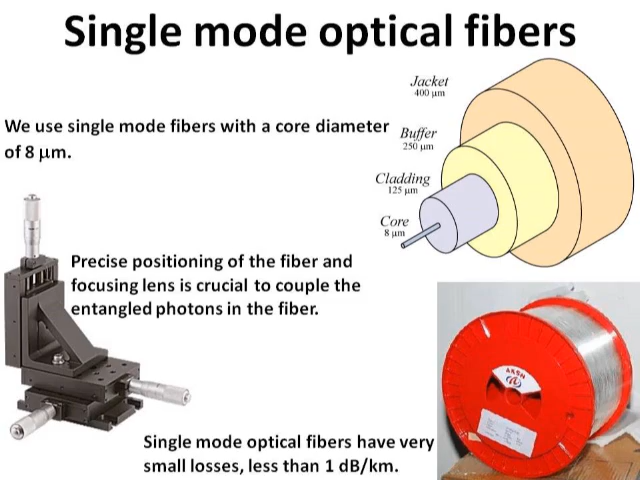 Single mode optical fibers
Jacket
400 μm
We use single mode fibers with a core diameter
of 8 μm.
Buffer
250 μm
Cladding
125 μm
Core
8 μm
Precise positioning of the fiber and
focusing lens is crucial to couple the
entangled photons in the fiber.
Single mode optical fibers have very
small losses, less than 1 dB/km.